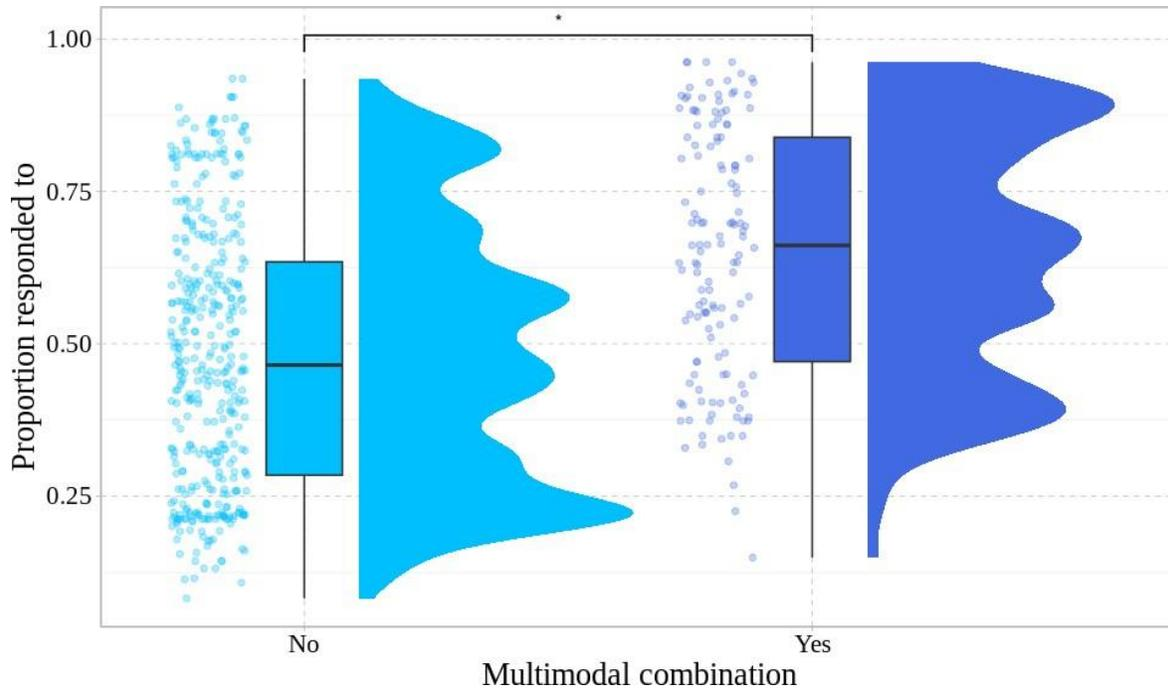 *
1.00
0.75
0.50
0.25
Proportion responded to
No
Yes
Multimodal combination